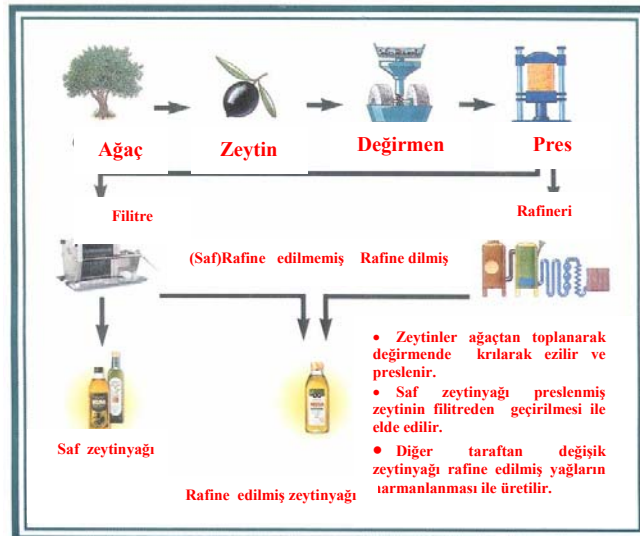 Ağaç
Zeytin
Değirmen
Pres
Filitre
Rafineri
(Saf)Rafine edilmemiş Rafine dilmiş
• Zeytinler ağaçtan toplanarak
değirmende krılarak ezilir ve
preslenir.
• Saf zeytinyağı preslenmiş
zeytinin filitreden geçirilmesi ile
elde edilir.
• Diğer taraftan değişik
zeytinyağı rafine edilmiş yağların
harmanlanması ile üretilir.
Saf zeytinyağı
Rafine edilmiş zeytinyağı